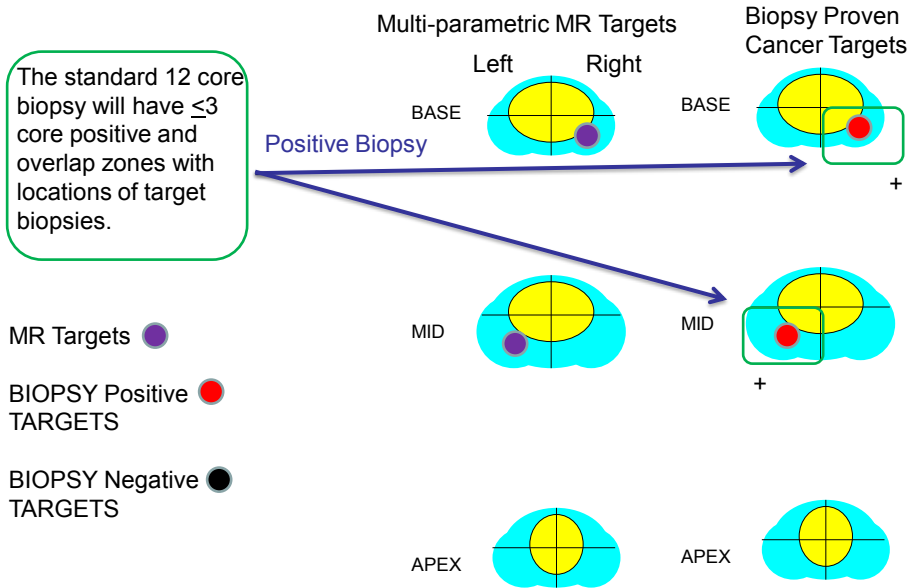 Multi-parametric MR Targets
Biopsy Proven
Cancer Targets
The standard 12 core
biopsy will have ≤3
core positive and
overlap zones with
locations of target
biopsies.
Left
Right
BASE
BASE
Positive Biopsy
+
MID
MID
+
MR Targets
BIOPSY Positive
TARGETS
BIOPSY Negative
TARGETS
APEX
APEX